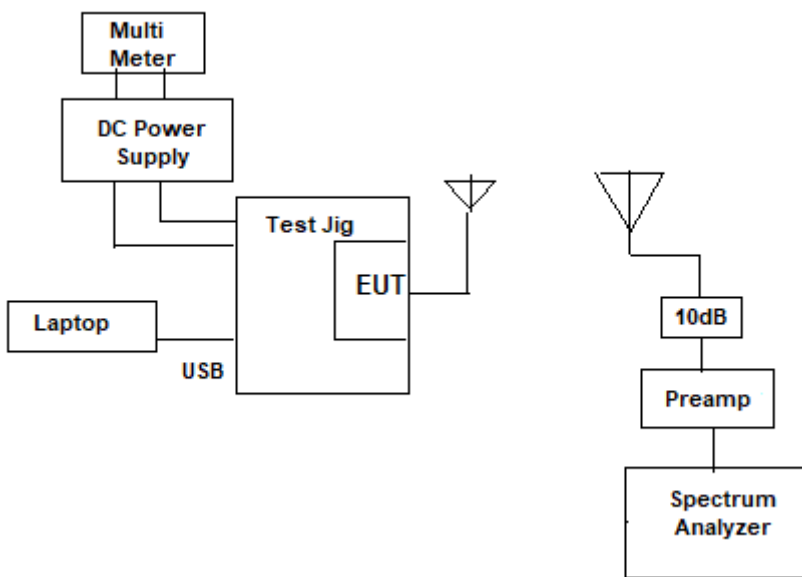 Multi
Meter
DC Power
Supply
Test Jig
EUT
Laptop
USB
10dB
Preamp
Spectrum
Analyzer